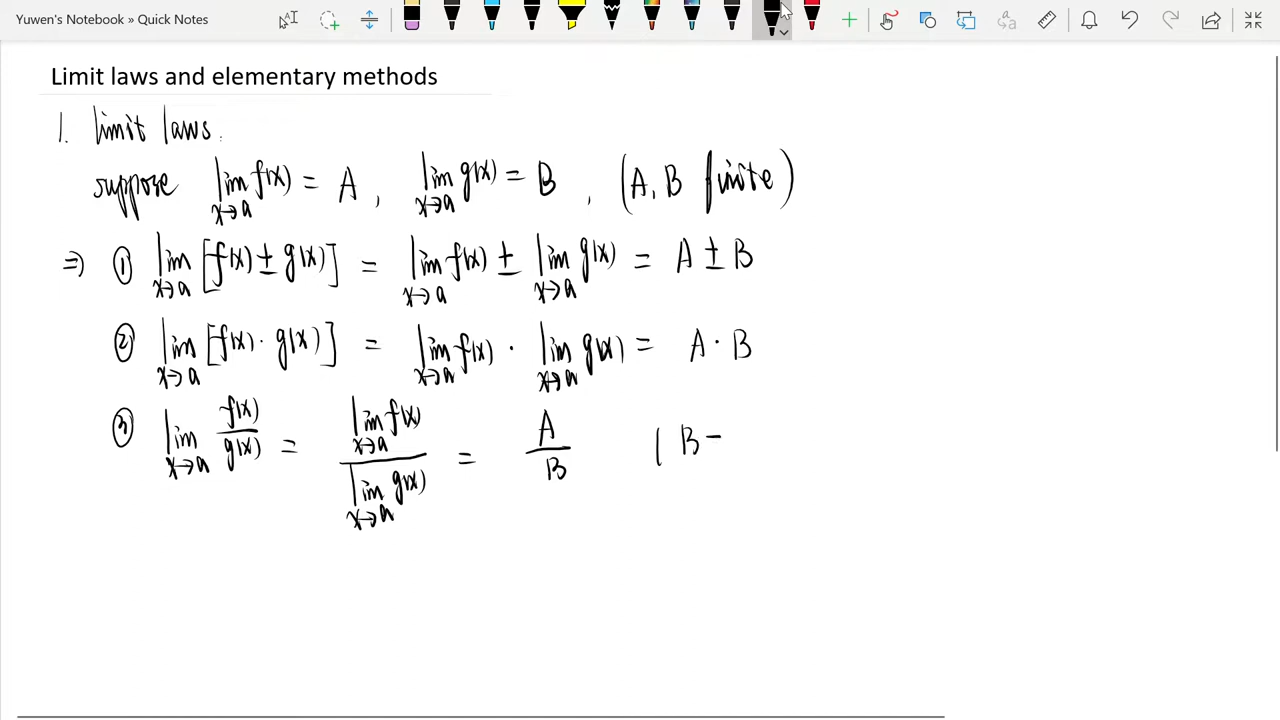 Yuwen's Notebook » Quick Notes
Limit laws and elementary methods
1. limit laws.
suppose lim_{x→a} f(x) = A, lim_{x→a} g(x) = B, (A, B finite)
⇒ ① lim_{x→a} [f(x) ± g(x)] = lim_{x→a} f(x) ± lim_{x→a} g(x) = A ± B
② lim_{x→a} [f(x) · g(x)] = lim_{x→a} f(x) · lim_{x→a} g(x) = A · B
③ lim_{x→a} f(x)/g(x) = lim_{x→a} f(x) / lim_{x→a} g(x) = A/B ( B -